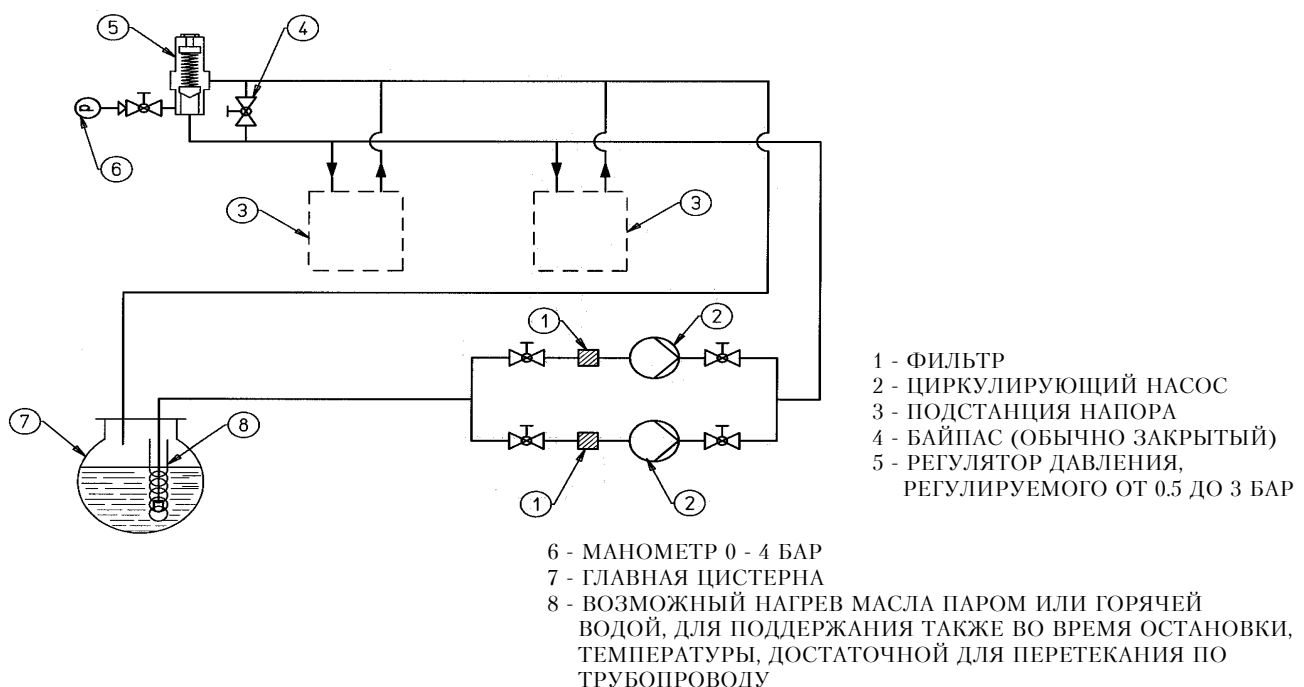 5
4
6
3
3
1
2
7
8
1
2
1 - ФИЛЬТР
2 - ЦИРКУЛИРУЮЩИЙ НАСОС
3 - ПОДСТАНЦИЯ НАПОРА
4 - БАЙПАС (ОБЫЧНО ЗАКРЫТЫЙ)
5 - РЕГУЛЯТОР ДАВЛЕНИЯ,
РЕГУЛИРУЕМОГО ОТ 0.5 ДО 3 БАР
6 - МАНОМЕТР 0 - 4 БАР
7 - ГЛАВНАЯ ЦИСТЕРНА
8 - ВОЗМОЖНЫЙ НАГРЕВ МАСЛА ПАРОМ ИЛИ ГОРЯЧЕЙ
ВОДОЙ, ДЛЯ ПОДДЕРЖАНИЯ ТАКЖЕ ВО ВРЕМЯ ОСТАНОВКИ,
ТЕМПЕРАТУРЫ, ДОСТАТОЧНОЙ ДЛЯ ПЕРЕТЕКАНИЯ ПО
ТРУБОПРОВОДУ